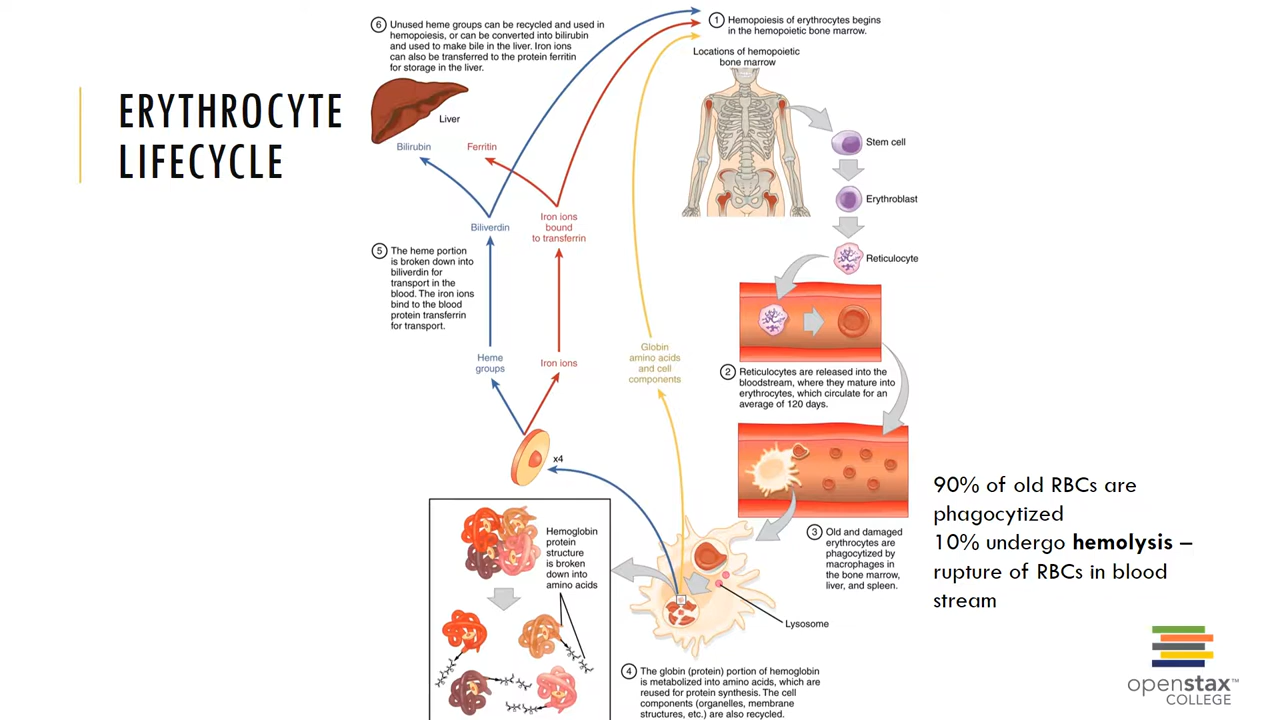 ERYTHROCYTE
LIFECYCLE
6 Unused heme groups can be recycled and used in
hemopoiesis, or can be converted into bilirubin
and used to make bile in the liver. Iron ions
can also be transferred to the protein ferritin
for storage in the liver.
Liver
Bilirubin
Ferritin
Biliverdin
Iron ions
bound
to transferrin
5 The heme portion
is broken down into
biliverdin for
transport in the
blood. The iron ions
bind to the blood
protein transferrin
for transport.
Heme
groups
Iron ions
Globin
amino acids
and cell
components
x4
1 Hemopoiesis of erythrocytes begins
in the hemopoietic bone marrow.
Locations of hemopoietic
bone marrow
Stem cell
Erythroblast
Reticulocyte
2 Reticulocytes are released into the
bloodstream, where they mature into
erythrocytes, which circulate for an
average of 120 days.
3 Old and damaged
erythrocytes are
phagocytized by
macrophages in
the bone marrow,
liver, and spleen.
Lysosome
Hemoglobin
protein
structure
is broken
down into
amino acids
4 The globin (protein) portion of hemoglobin
is metabolized into amino acids, which are
reused for protein synthesis. The cell
components (organelles, membrane
structures, etc.) are also recycled.
90% of old RBCs are
phagocytized
10% undergo hemolysis –
rupture of RBCs in blood
stream
openstax™
COLLEGE